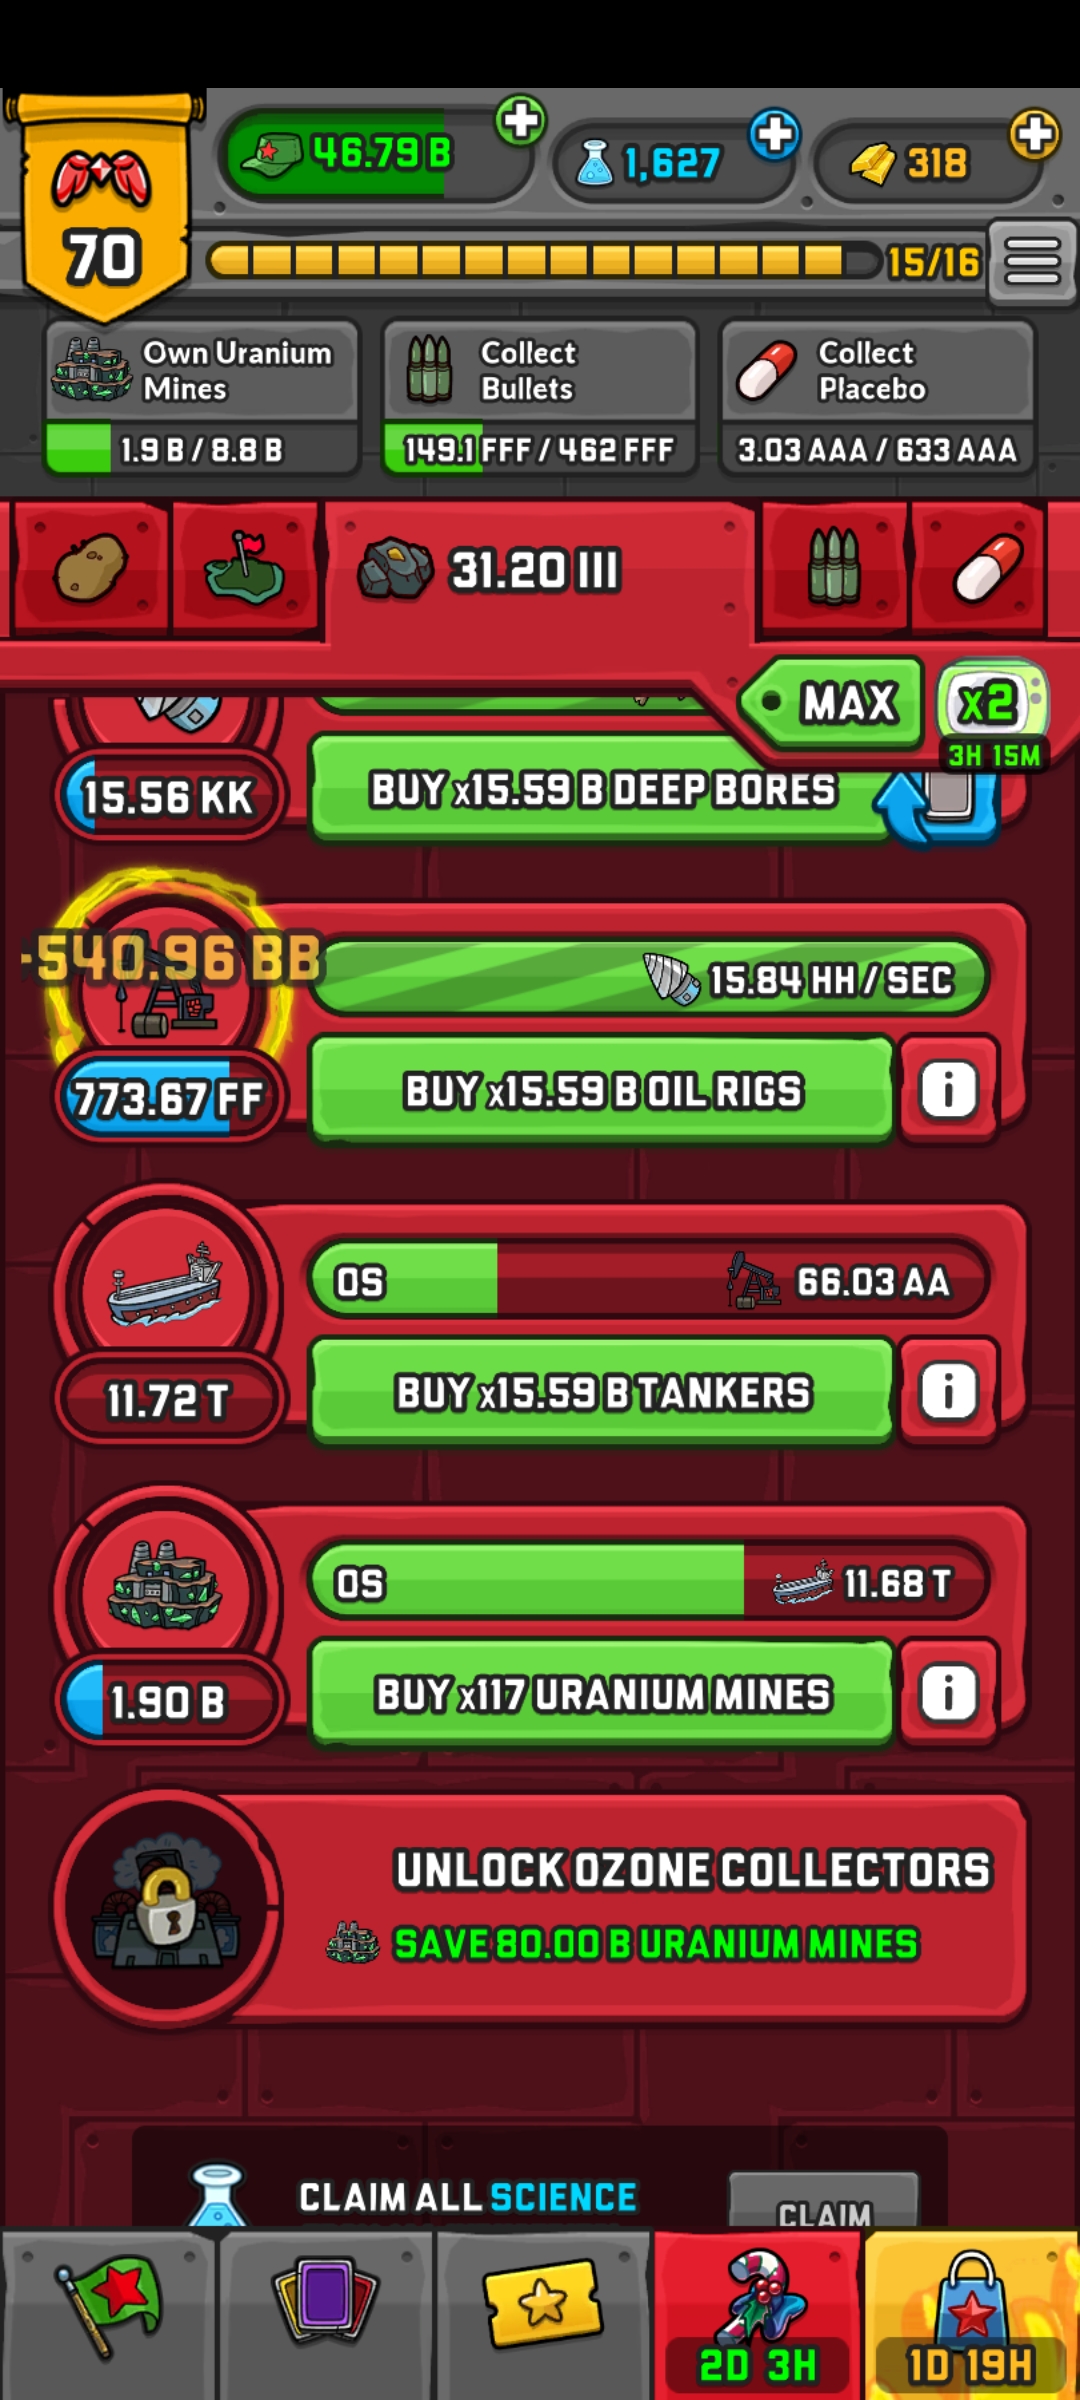 46.79 B
1,627
318
70
15/16
Own Uranium
Mines
1.9 B / 8.8 B
Collect
Bullets
149.1 FFF / 462 FFF
Collect
Placebo
3.03 AAA / 633 AAA
31.20 III
MAX
x2
3H 15M
15.56 KK
BUY x15.59 B DEEP BORES
-540.96 BB
15.84 HH / SEC
773.67 FF
BUY x15.59 B OIL RIGS
i
0S
66.03 AA
11.72 T
BUY x15.59 B TANKERS
i
0S
11.68 T
1.90 B
BUY x117 URANIUM MINES
i
UNLOCK OZONE COLLECTORS
SAVE 80.00 B URANIUM MINES
CLAIM ALL SCIENCE
CLAIM
2D 3H
1D 19H